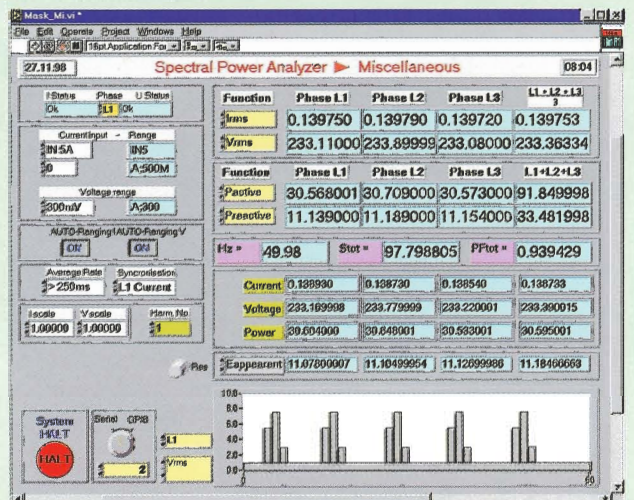 Mask_Mi.vi *
File Edit Operate Project Windows Help
27.11.98 Spectral Power Analyzer ► Miscellaneous 08:04
I Status Phase U Status
Ok L1 Ok
Current Input - Range
IN:5A IN5
0 A;500M
Voltage range
300mV A;300
AUTO-Ranging I AUTO-Ranging V
ON ON
Average Rate Syncronisation
> 250ms L1 Current
I scale V scale Harm. No
1.00000 1.00000 1
Res
System HALT
HALT
Serial GPIB
2
L1
Vrms
Function Phase L1 Phase L2 Phase L3 L1+L2+L3
3
Irms 0.139750 0.139790 0.139720 0.139753
Vrms 233.11000 233.89999 233.08000 233.36334
Function Phase L1 Phase L2 Phase L3 L1+L2+L3
Pactive 30.568001 30.709000 30.573000 91.849998
Preactive 11.139000 11.189000 11.154000 33.481998
Hz = 49.98 Stot = 97.798805 PFtot = 0.939429
Current 0.138930 0.138730 0.138540 0.138733
Voltage 233.169998 233.779999 233.220001 233.390015
Power 30.604000 30.648001 30.533001 30.595001
Eappearent 11.07800007 11.10499954 11.12699986 11.18466663
10.0
8.0
6.0
4.0
2.0
0.0
0 60